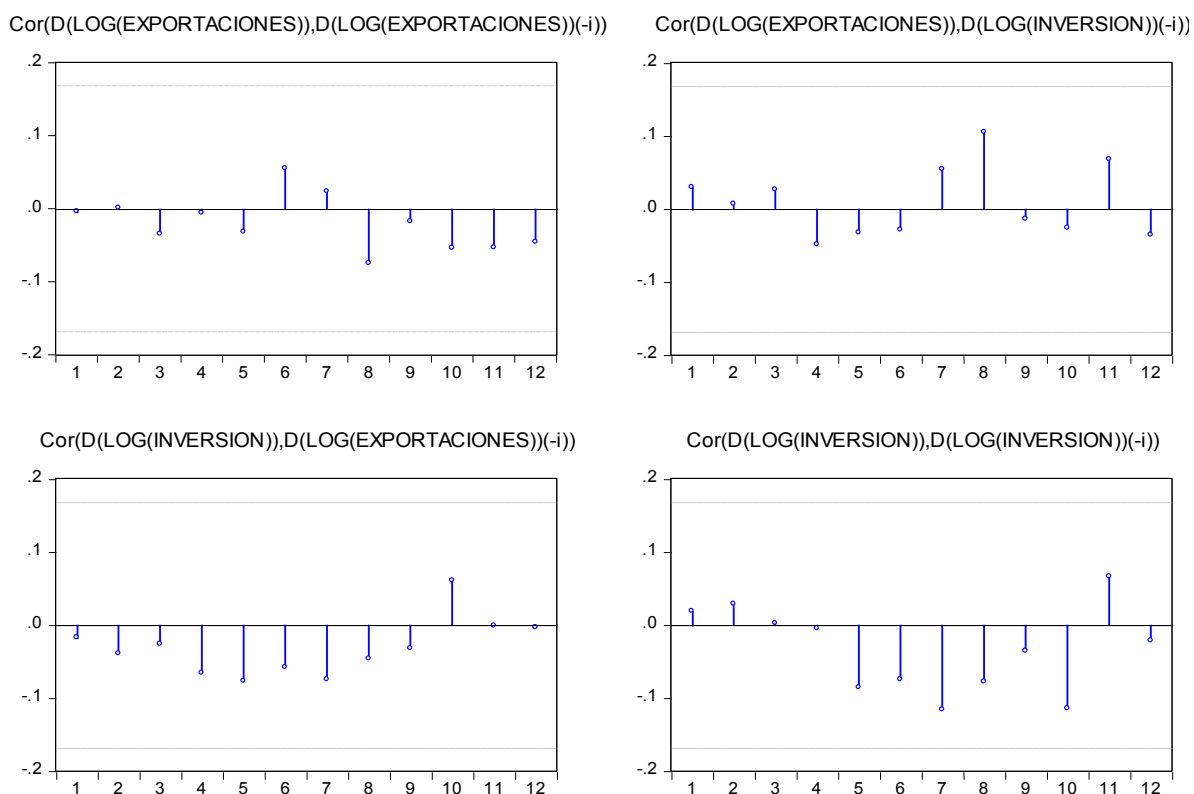 Cor(D(LOG(EXPORTACIONES)),D(LOG(EXPORTACIONES))(-i))
.2
.1
.0
-.1
-.2
1 2 3 4 5 6 7 8 9 10 11 12
Cor(D(LOG(EXPORTACIONES)),D(LOG(INVERSION))(-i))
.2
.1
.0
-.1
-.2
1 2 3 4 5 6 7 8 9 10 11 12
Cor(D(LOG(INVERSION)),D(LOG(EXPORTACIONES))(-i))
.2
.1
.0
-.1
-.2
1 2 3 4 5 6 7 8 9 10 11 12
Cor(D(LOG(INVERSION)),D(LOG(INVERSION))(-i))
.2
.1
.0
-.1
-.2
1 2 3 4 5 6 7 8 9 10 11 12